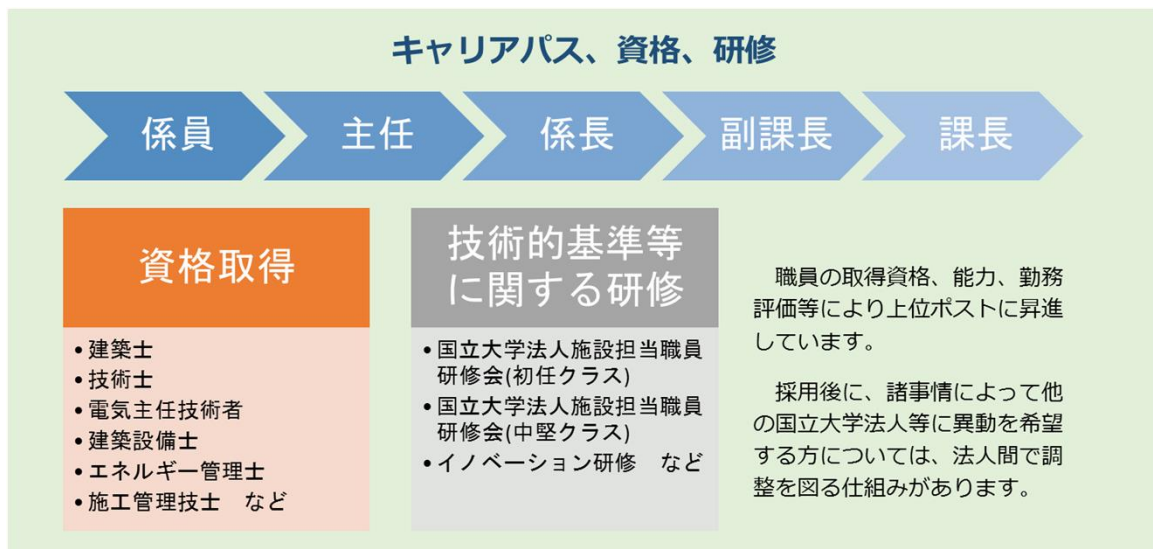 キャリアパス、資格、研修
係員
主任
係長
副課長
課長
資格取得
•建築士
•技術士
•電気主任技術者
•建築設備士
•エネルギー管理士
•施工管理技士　など
技術的基準等
に関する研修
•国立大学法人施設担当職員
研修会(初任クラス)
•国立大学法人施設担当職員
研修会(中堅クラス)
•イノベーション研修　など
　職員の取得資格、能力、勤務
評価等により上位ポストに昇進
しています。
　採用後に、諸事情によって他
の国立大学法人等に異動を希望
する方については、法人間で調
整を図る仕組みがあります。